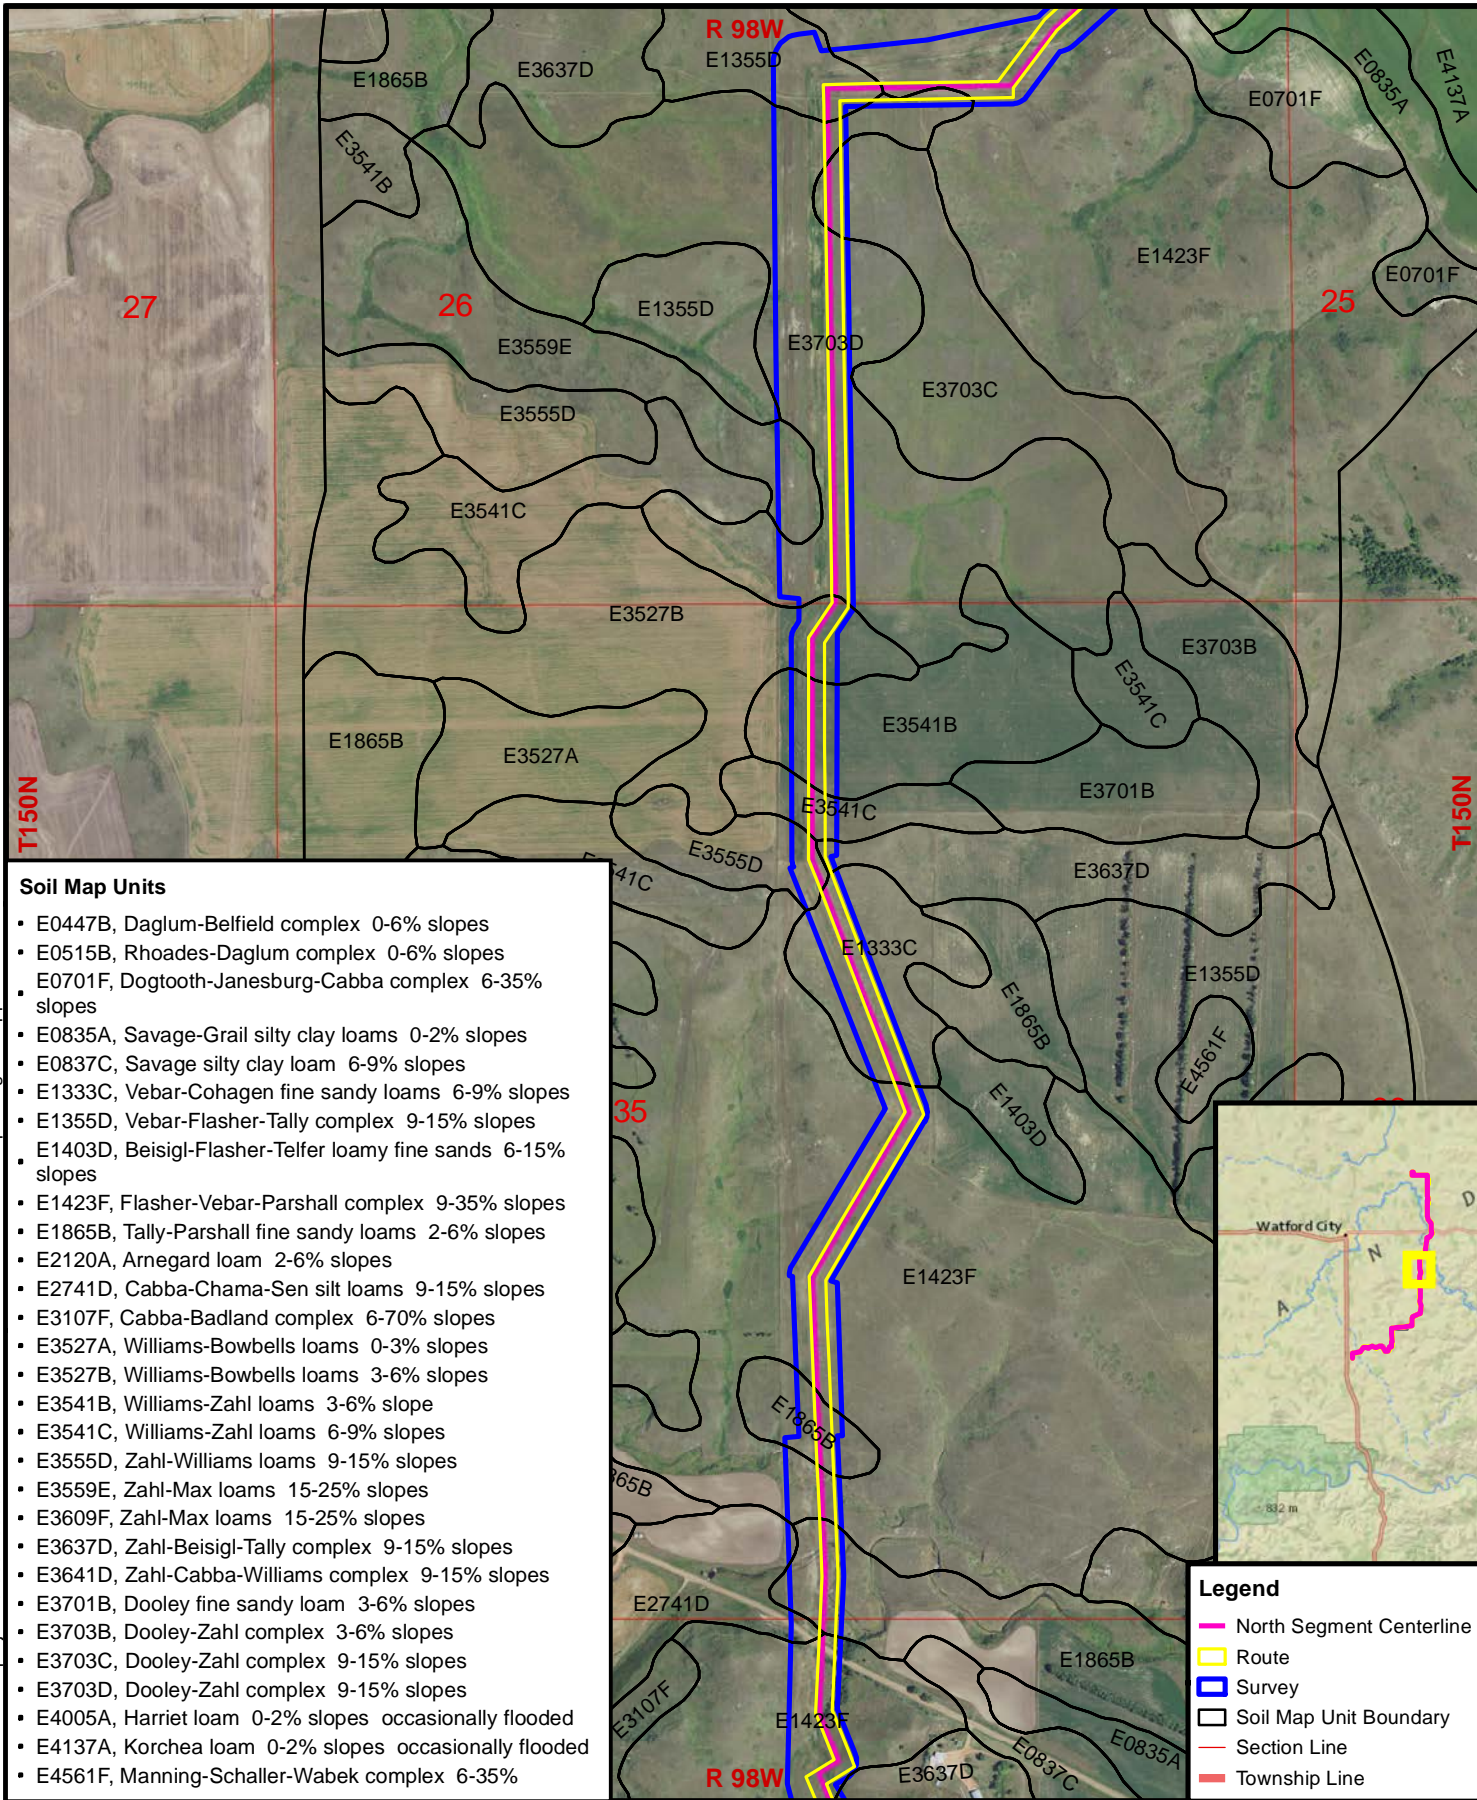 R 98W
E1355D
E1865B
E3637D
E0701F
E0835A
E4137A
E3541B
E1423F
E0701F
27
26
25
E1355D
E3559E
E3703D
E3703C
E3555D
E3541C
E3527B
E3703B
E3541C
E3541B
E1865B
E3527A
E3701B
T150N
T150N
E3541C
E3555D
E3637D
41C
E1333C
E1355D
E1865B
E4561F
E1403D
35
E1423F
E1865B
865B
E2741D
E1865B
E3107F
E1423F
E0835A
E0837C
E3637D
R 98W
Soil Map Units
• E0447B, Daglum-Belfield complex 0-6% slopes
• E0515B, Rhoades-Daglum complex 0-6% slopes
• E0701F, Dogtooth-Janesburg-Cabba complex 6-35%
slopes
• E0835A, Savage-Grail silty clay loams 0-2% slopes
• E0837C, Savage silty clay loam 6-9% slopes
• E1333C, Vebar-Cohagen fine sandy loams 6-9% slopes
• E1355D, Vebar-Flasher-Tally complex 9-15% slopes
• E1403D, Beisigl-Flasher-Telfer loamy fine sands 6-15%
slopes
• E1423F, Flasher-Vebar-Parshall complex 9-35% slopes
• E1865B, Tally-Parshall fine sandy loams 2-6% slopes
• E2120A, Arnegard loam 2-6% slopes
• E2741D, Cabba-Chama-Sen silt loams 9-15% slopes
• E3107F, Cabba-Badland complex 6-70% slopes
• E3527A, Williams-Bowbells loams 0-3% slopes
• E3527B, Williams-Bowbells loams 3-6% slopes
• E3541B, Williams-Zahl loams 3-6% slope
• E3541C, Williams-Zahl loams 6-9% slopes
• E3555D, Zahl-Williams loams 9-15% slopes
• E3559E, Zahl-Max loams 15-25% slopes
• E3609F, Zahl-Max loams 15-25% slopes
• E3637D, Zahl-Beisigl-Tally complex 9-15% slopes
• E3641D, Zahl-Cabba-Williams complex 9-15% slopes
• E3701B, Dooley fine sandy loam 3-6% slopes
• E3703B, Dooley-Zahl complex 3-6% slopes
• E3703C, Dooley-Zahl complex 9-15% slopes
• E3703D, Dooley-Zahl complex 9-15% slopes
• E4005A, Harriet loam 0-2% slopes occasionally flooded
• E4137A, Korchea loam 0-2% slopes occasionally flooded
• E4561F, Manning-Schaller-Wabek complex 6-35%
Watford City
A
N
D
832 m
Legend
North Segment Centerline
Route
Survey
Soil Map Unit Boundary
Section Line
Township Line